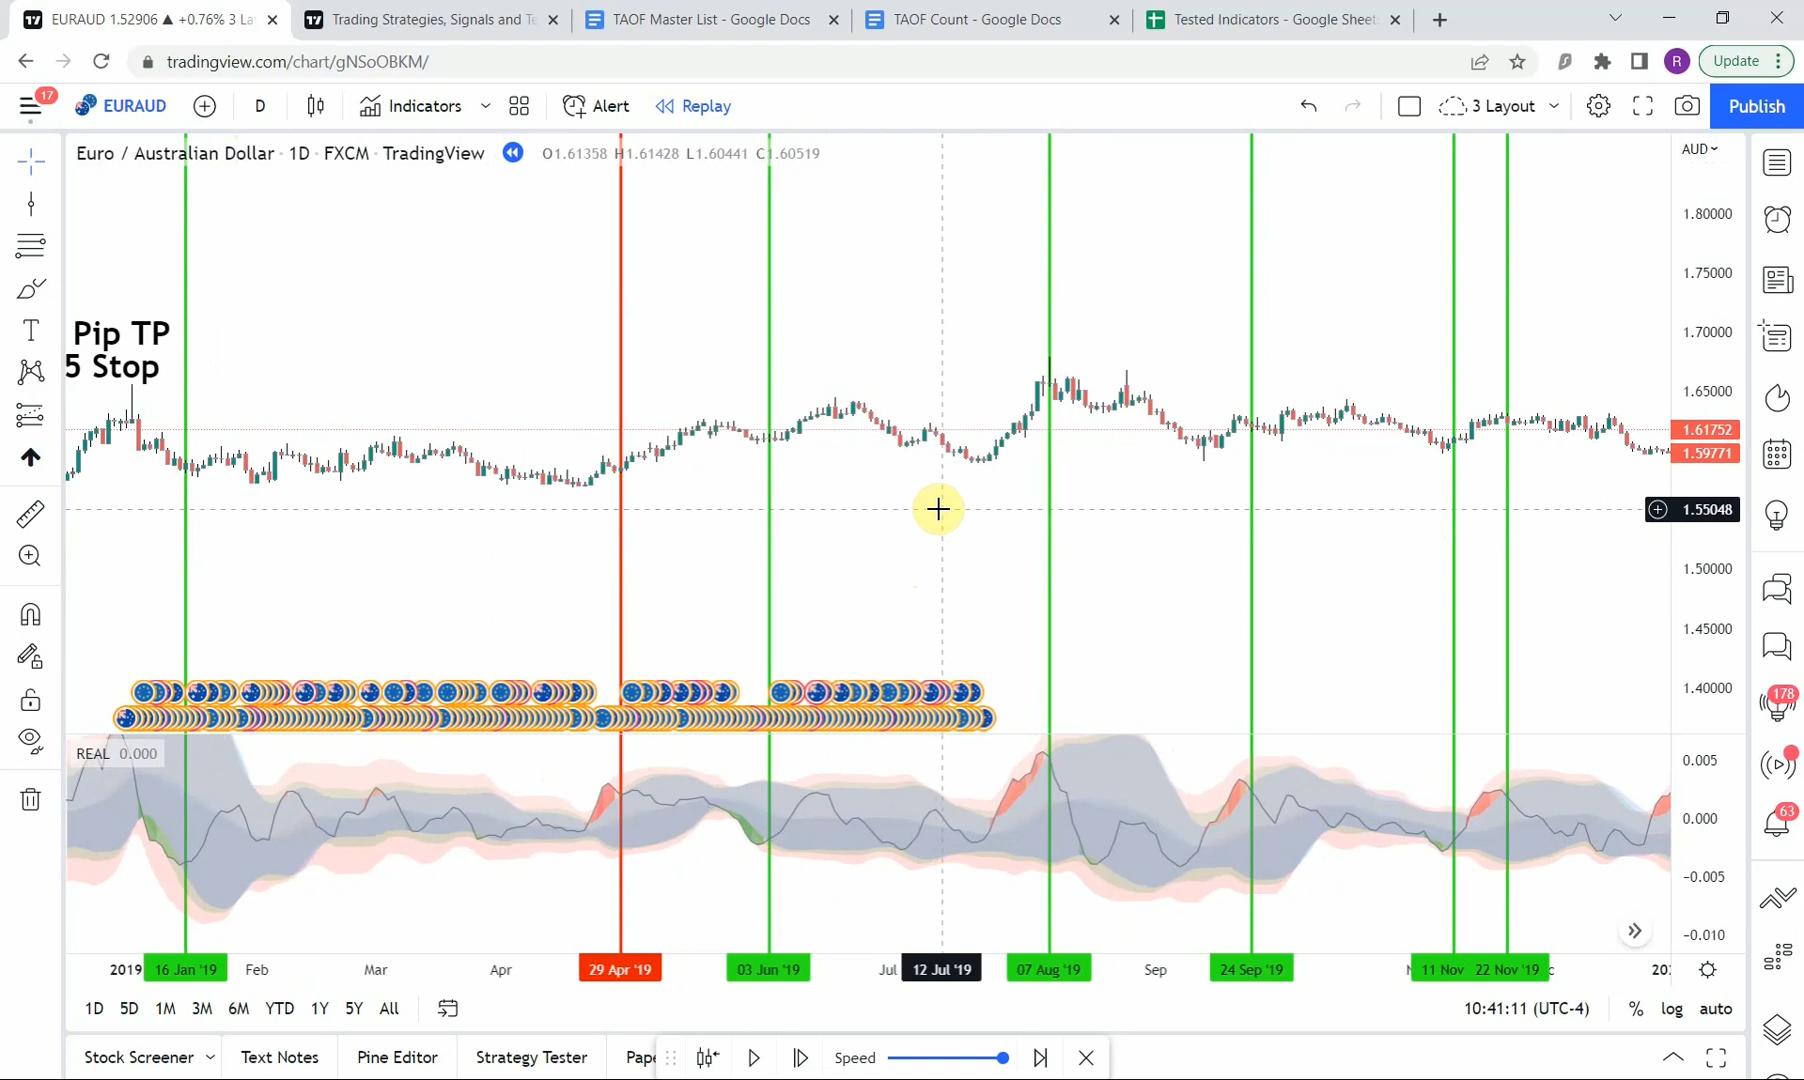 EURAUD 1.52906 ▲ +0.76% 3 La
Trading Strategies, Signals and Te
TAOF Master List - Google Docs
TAOF Count - Google Docs
Tested Indicators - Google Sheets
tradingview.com/chart/gNSoOBKM/
R
Update
17
EURAUD
D
Indicators
Alert
Replay
3 Layout
Publish
Euro / Australian Dollar · 1D · FXCM · TradingView
O1.61358 H1.61428 L1.60441 C1.60519
AUD
1.80000
1.75000
1.70000
1.65000
1.61752
1.59771
1.55048
1.50000
1.45000
1.40000
Pip TP
5 Stop
REAL 0.000
0.005
0.000
-0.005
-0.010
178
63
2019 16 Jan '19 Feb Mar Apr 29 Apr '19 03 Jun '19 Jul 12 Jul '19 07 Aug '19 Sep 24 Sep '19 11 Nov 22 Nov '19
1D 5D 1M 3M 6M YTD 1Y 5Y All
10:41:11 (UTC-4) % log auto
Stock Screener Text Notes Pine Editor Strategy Tester Pape
Speed